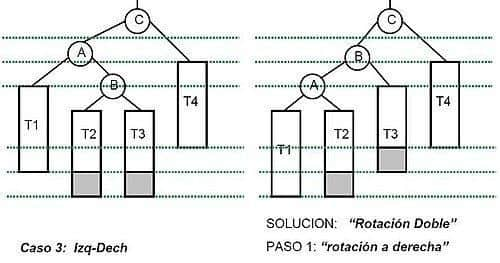 C
A
B
T1
T2
T3
T4
Caso 3: Izq-Dech
C
B
A
T1
T2
T3
T4
SOLUCION: “Rotación Doble”
PASO 1: “rotación a derecha”